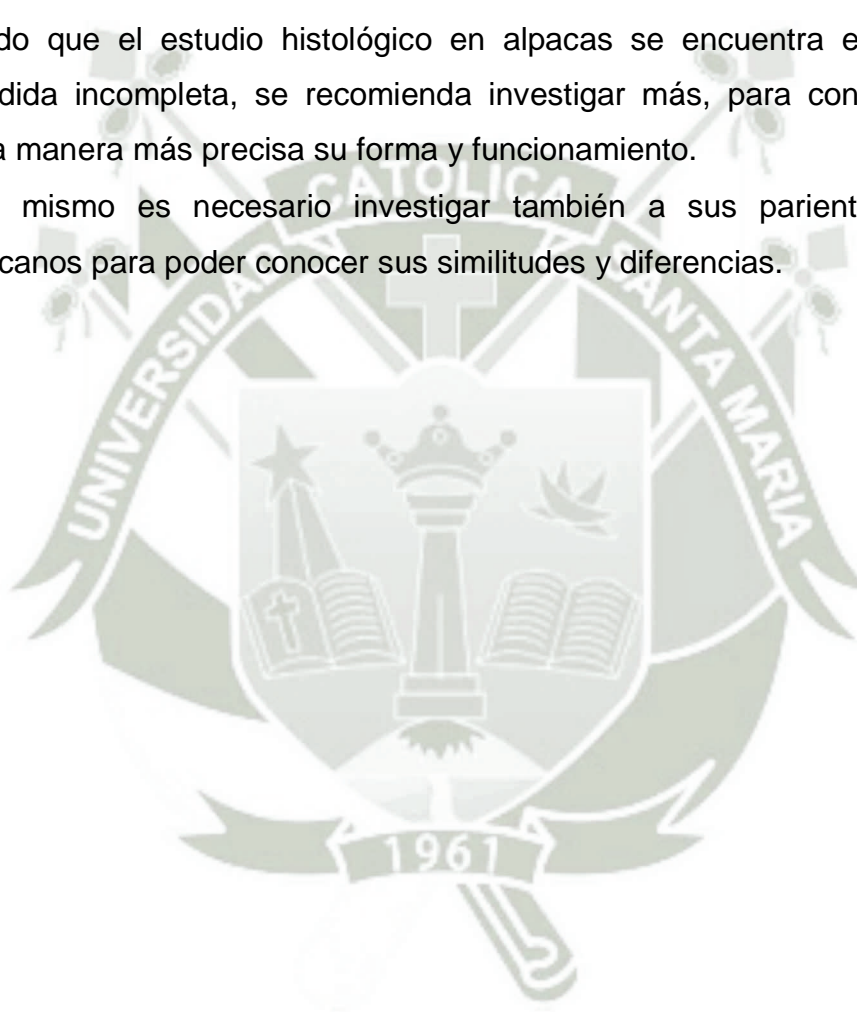 do que el estudio histológico en alpacas se encuentra e
dida incompleta, se recomienda investigar más, para con
a manera más precisa su forma y funcionamiento.
mismo es necesario investigar también a sus parient
canos para poder conocer sus similitudes y diferencias.
UNIVERSIDAD CATOLICA SANTA MARIA
1961